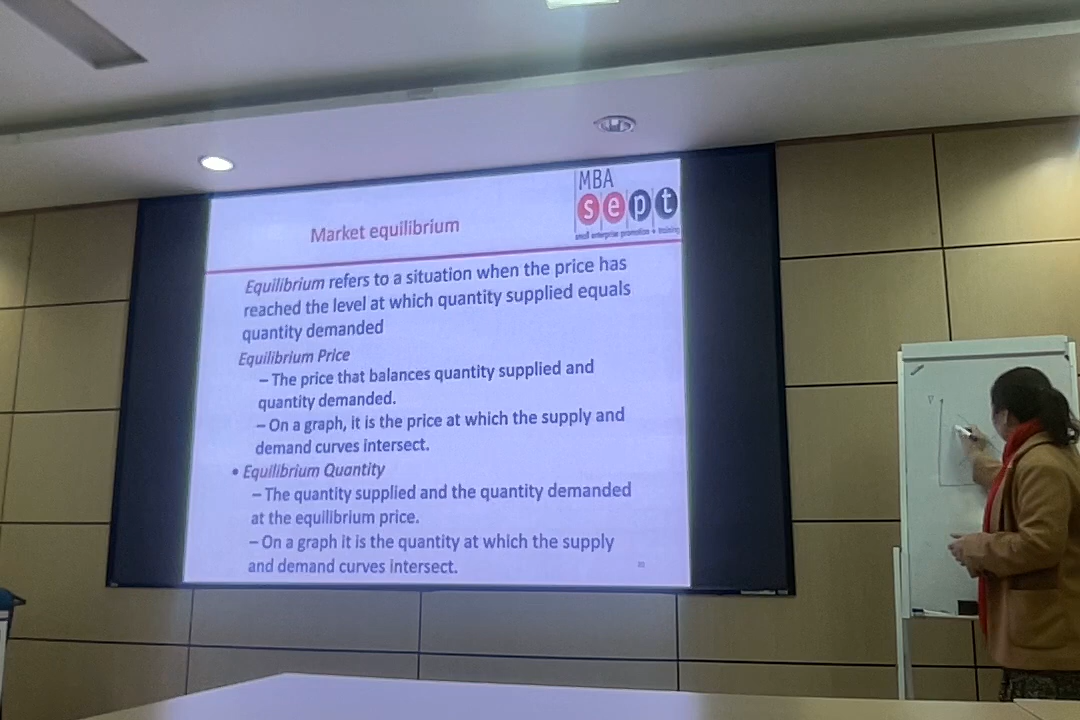 MBA
sept
small enterprise promotion + training
Market equilibrium
Equilibrium refers to a situation when the price has
reached the level at which quantity supplied equals
quantity demanded
Equilibrium Price
– The price that balances quantity supplied and
quantity demanded.
– On a graph, it is the price at which the supply and
demand curves intersect.
• Equilibrium Quantity
– The quantity supplied and the quantity demanded
at the equilibrium price.
– On a graph it is the quantity at which the supply
and demand curves intersect.